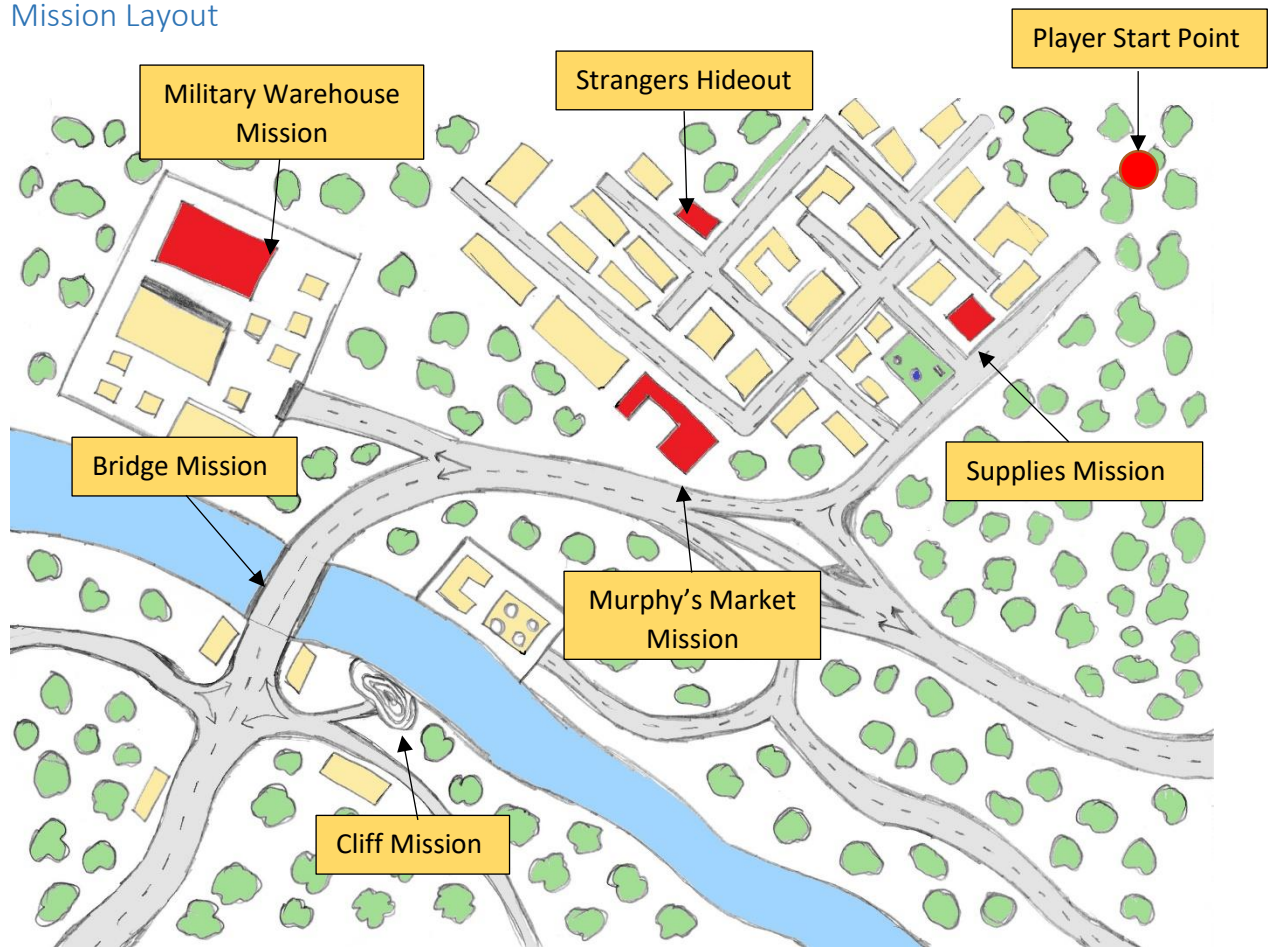 Mission Layout
Player Start Point
Strangers Hideout
Military Warehouse
Mission
Bridge Mission
Supplies Mission
Murphy’s Market
Mission
Cliff Mission